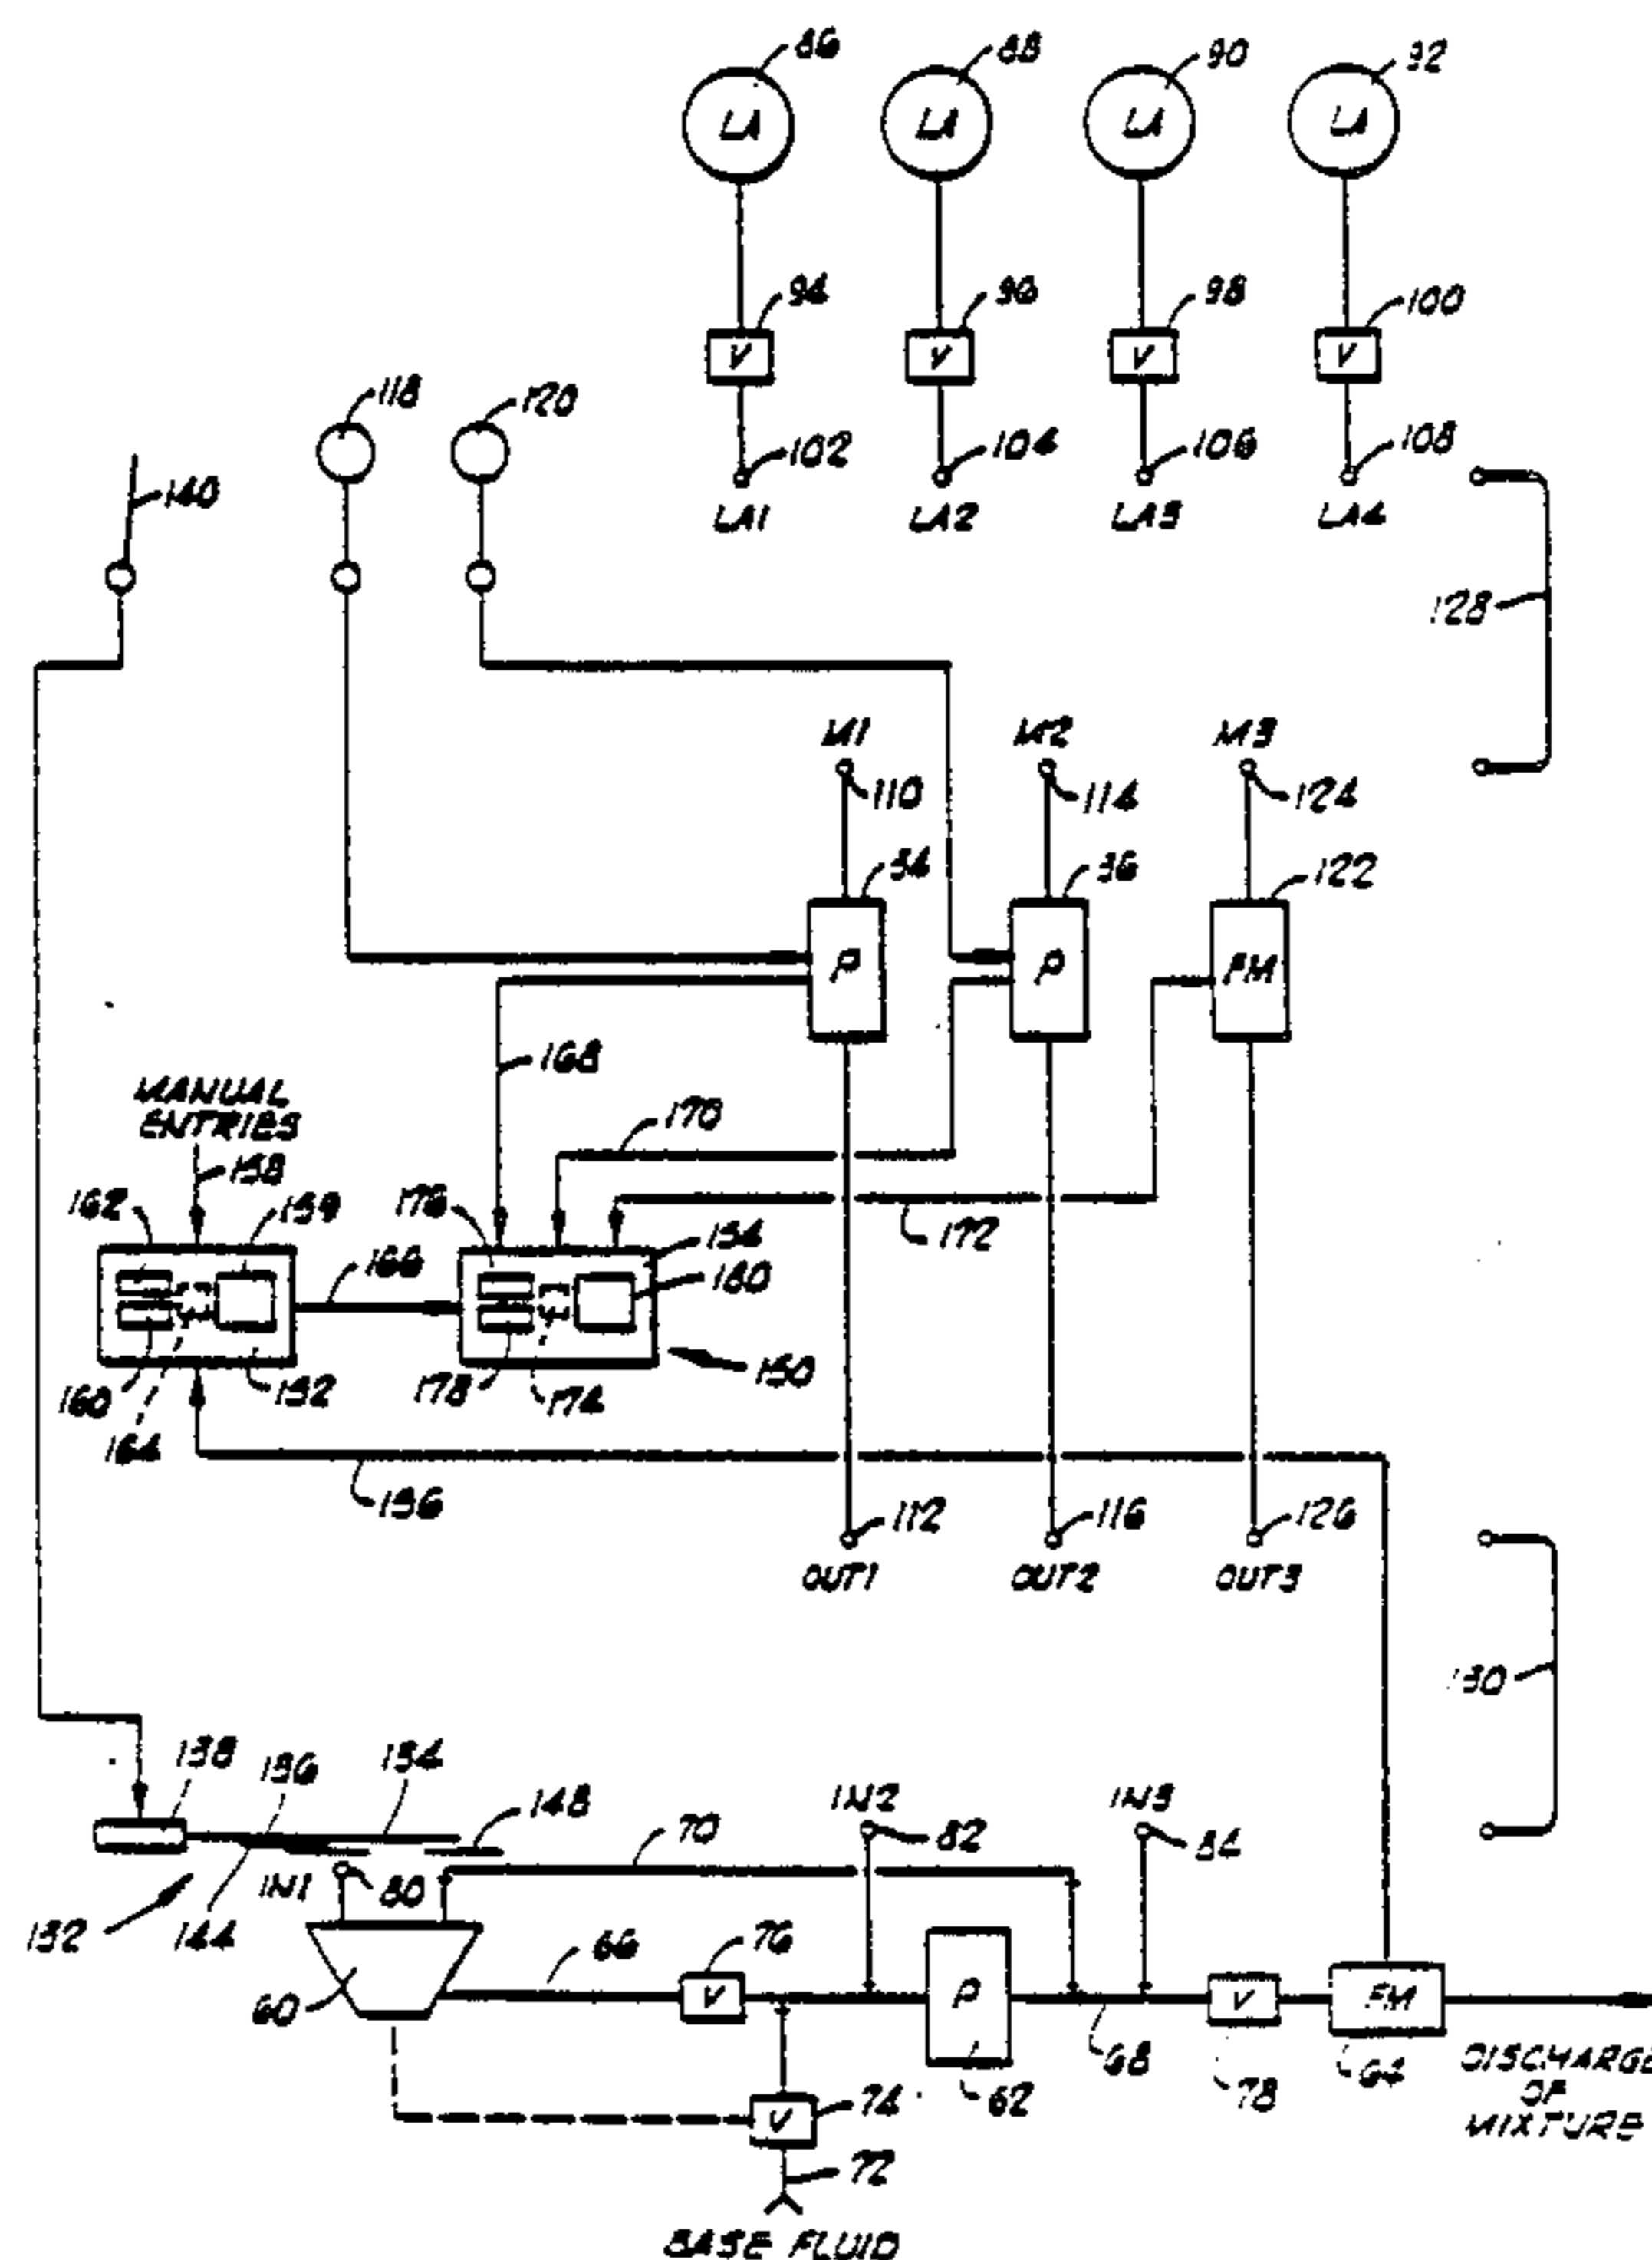 86 88 90 92
LA LA LA LA
94 96 98 100
V V V V
118 120
102 104 106 108
140
LA1 LA2 LA3 LA4
128
IN1 IN2 IN3
110 114 124
34 36 122
P P FM
168
MANUAL
ENTRIES
170
158
162 159 176 172
154
166 180
150
160 152 178 174
164
156
112 116 126
OUT1 OUT2 OUT3
130
138 136 134
148 IN2 IN3
70 82 84
IN1 80
132 144
66 76
60 V P V FM
68
62 78 64
DISCHARGE
OF
MIXTURE
74
V
72
BASE FLUID